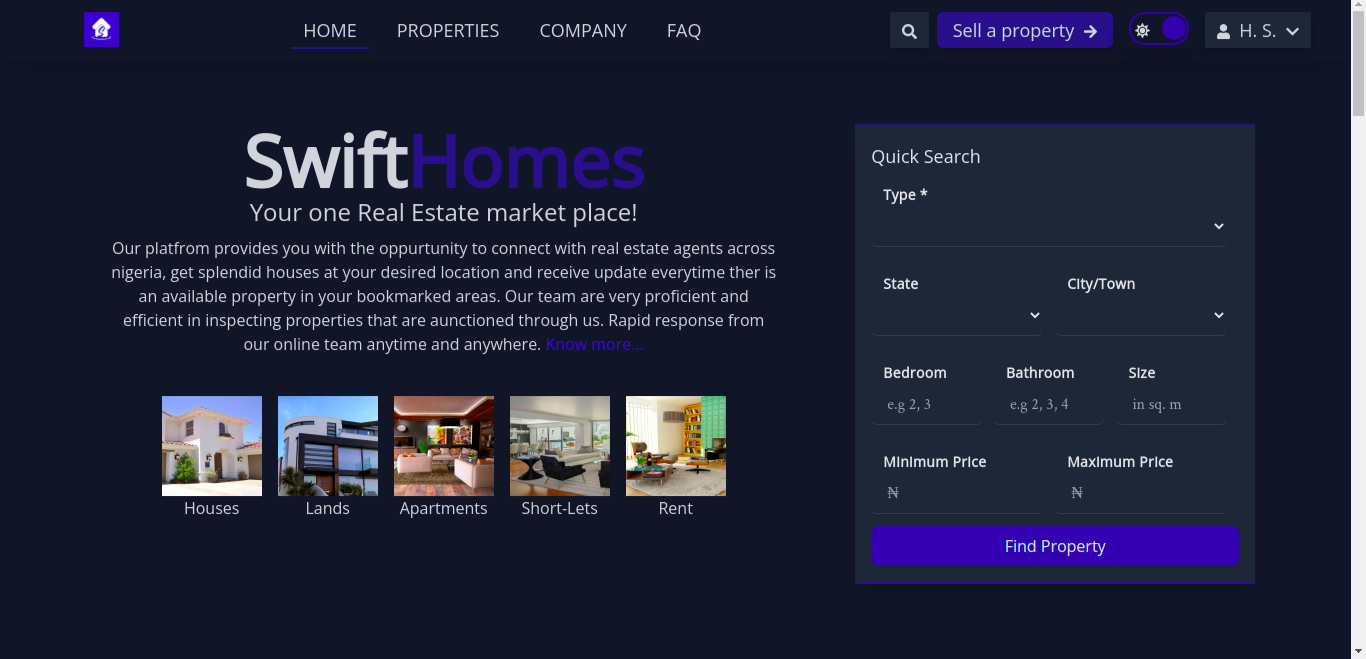 HOME PROPERTIES COMPANY FAQ Sell a property H. S.
SwiftHomes
Your one Real Estate market place!
Our platfrom provides you with the oppurtunity to connect with real estate agents across
nigeria, get splendid houses at your desired location and receive update everytime ther is
an available property in your bookmarked areas. Our team are very proficient and
efficient in inspecting properties that are aunctioned through us. Rapid response from
our online team anytime and anywhere. Know more...
Houses Lands Apartments Short-Lets Rent
Quick Search
Type *
State City/Town
Bedroom Bathroom Size
e.g 2, 3 e.g 2, 3, 4 in sq. m
Minimum Price Maximum Price
₦ ₦
Find Property